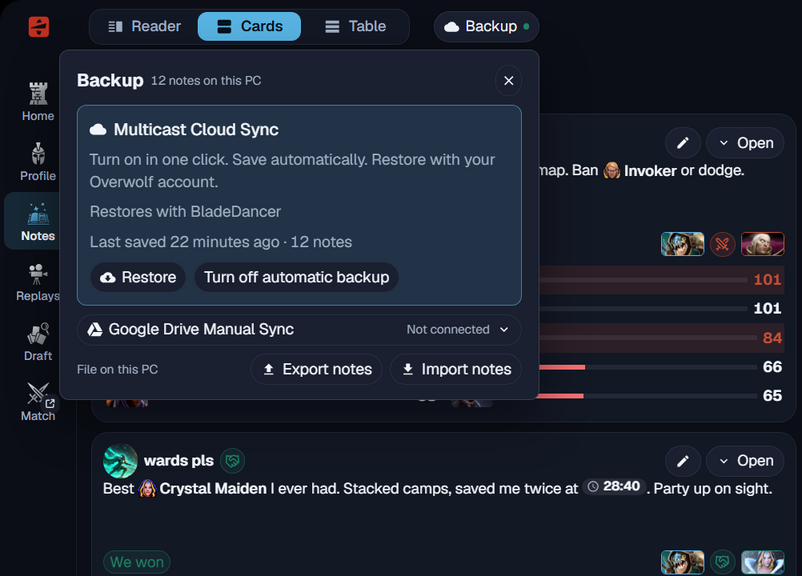 Reader
Cards
Table
Backup
Home
Profile
Notes
Replays
Draft
Match
Backup 12 notes on this PC
Multicast Cloud Sync
Turn on in one click. Save automatically. Restore with your
Overwolf account.
Restores with BladeDancer
Last saved 22 minutes ago · 12 notes
Restore
Turn off automatic backup
Google Drive Manual Sync
Not connected
File on this PC
Export notes
Import notes
Open
map. Ban Invoker or dodge.
101
101
84
66
65
wards pls
Open
Best Crystal Maiden I ever had. Stacked camps, saved me twice at 28:40. Party up on sight.
We won